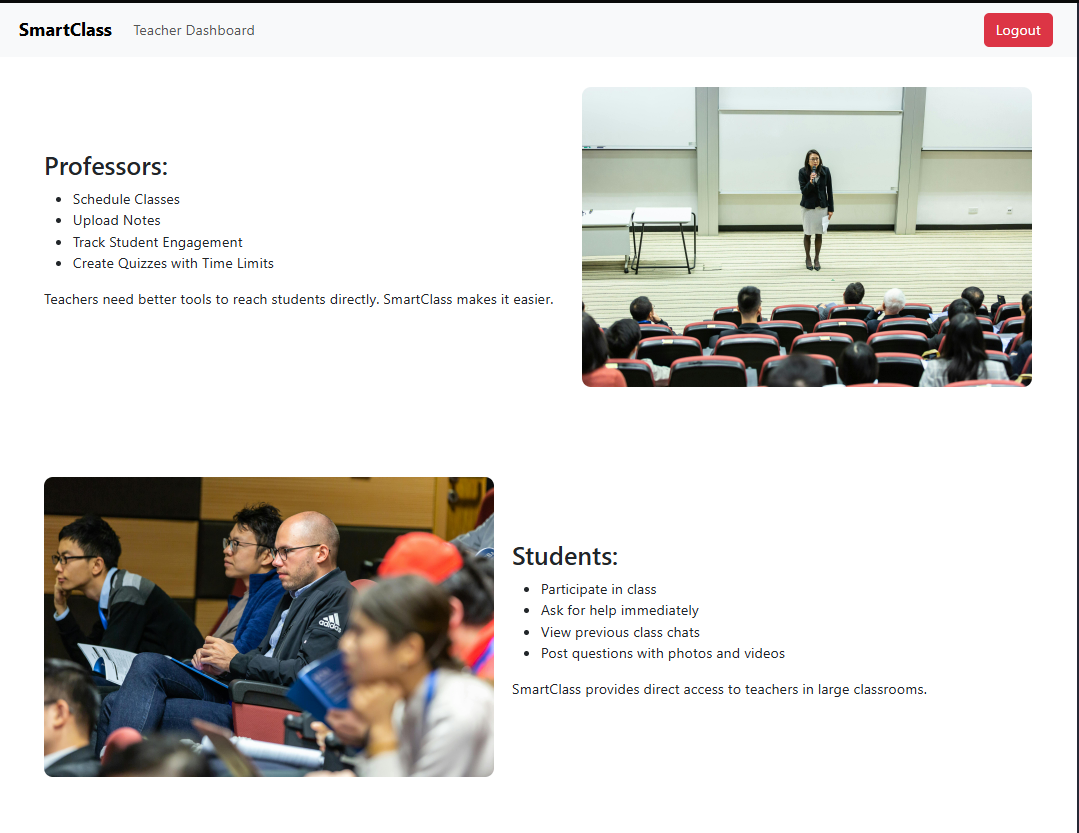 SmartClass Teacher Dashboard Logout
Professors:
Schedule Classes
Upload Notes
Track Student Engagement
Create Quizzes with Time Limits
Teachers need better tools to reach students directly. SmartClass makes it easier.
adidas
Students:
Participate in class
Ask for help immediately
View previous class chats
Post questions with photos and videos
SmartClass provides direct access to teachers in large classrooms.